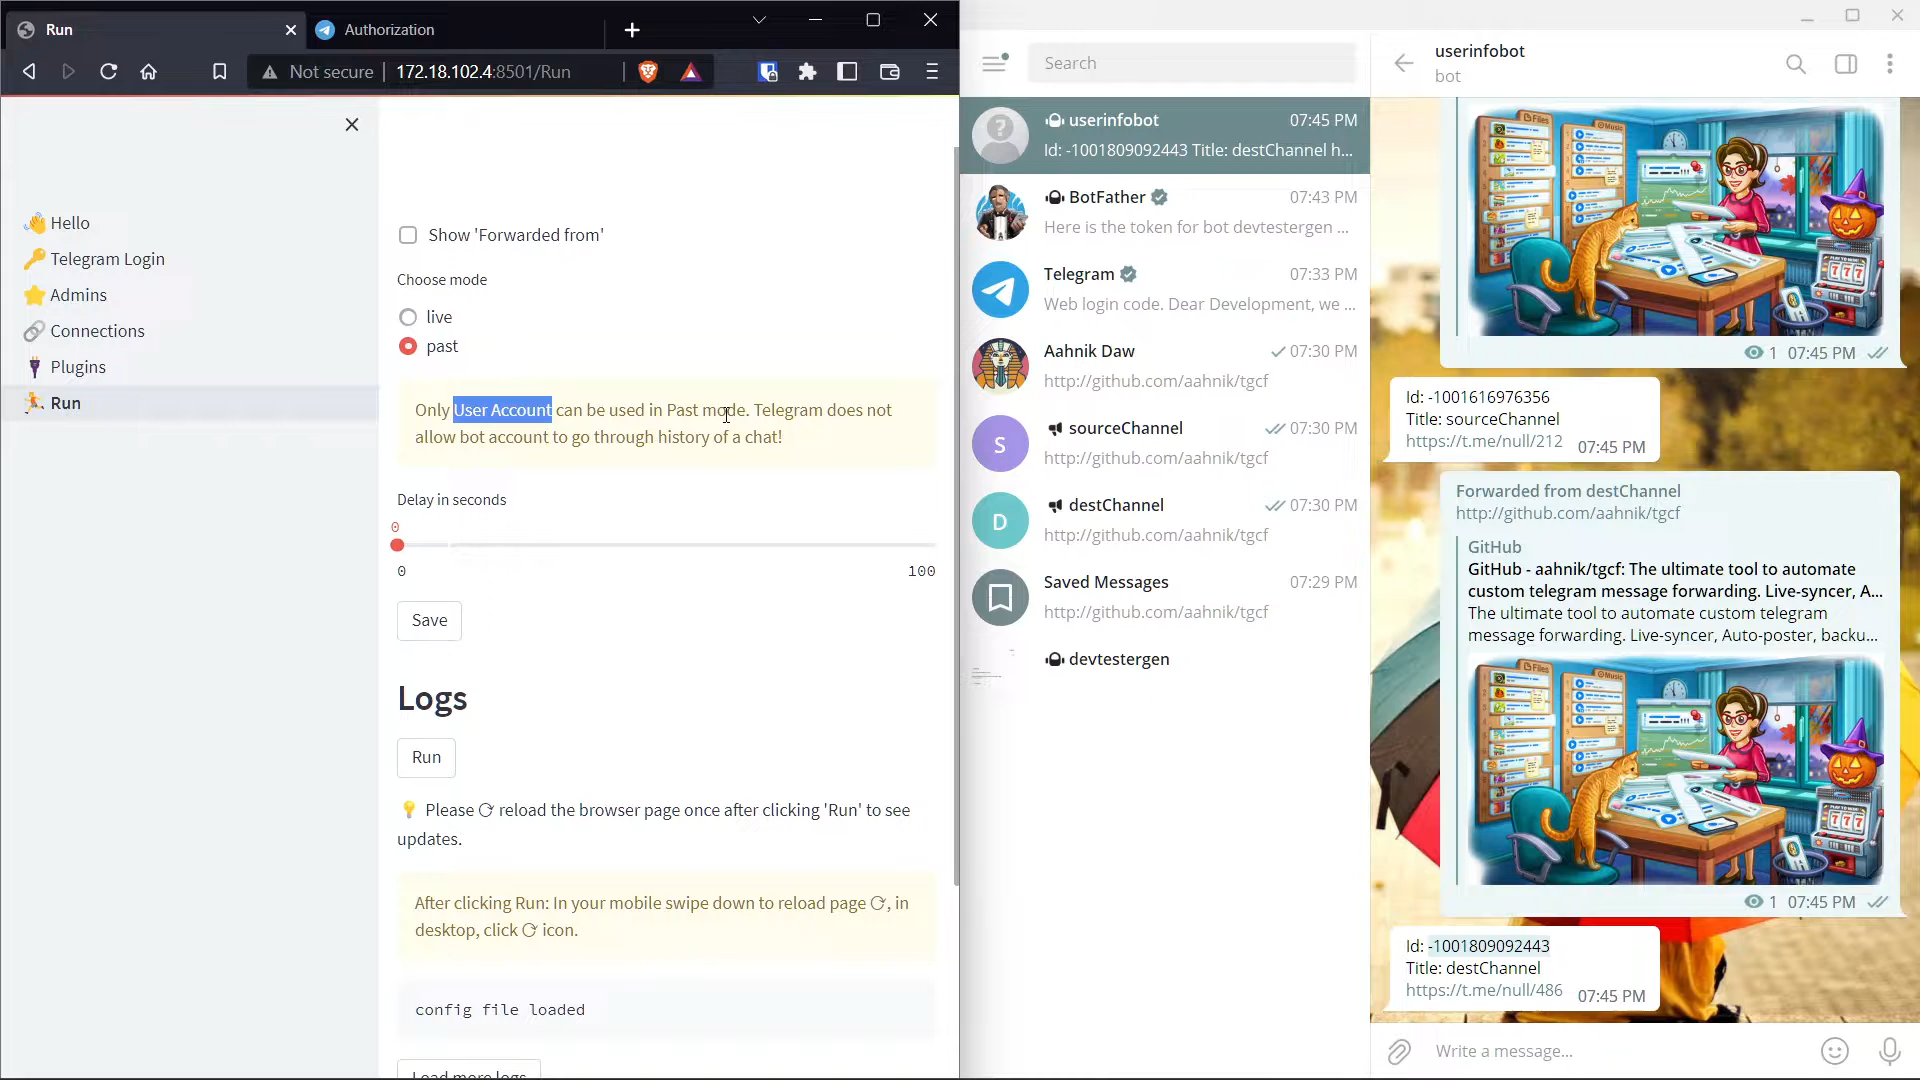 Run
Authorization
Not secure
172.18.102.4:8501/Run
Hello
Telegram Login
Admins
Connections
Plugins
Run
Show 'Forwarded from'
Choose mode
live
past
Only User Account can be used in Past mode. Telegram does not
allow bot account to go through history of a chat!
Delay in seconds
0
0
100
Save
Logs
Run
Please ⟳ reload the browser page once after clicking 'Run' to see
updates.
After clicking Run: In your mobile swipe down to reload page ⟳, in
desktop, click ⟳ icon.
config file loaded
Load more logs
Search
userinfobot
07:45 PM
Id: -1001809092443 Title: destChannel h...
BotFather
07:43 PM
Here is the token for bot devtestergen ...
Telegram
07:33 PM
Web login code. Dear Development, we ...
Aahnik Daw
07:30 PM
http://github.com/aahnik/tgcf
S
sourceChannel
07:30 PM
http://github.com/aahnik/tgcf
D
destChannel
07:30 PM
http://github.com/aahnik/tgcf
Saved Messages
07:29 PM
http://github.com/aahnik/tgcf
devtestergen
userinfobot
bot
Files
Music
777
1 07:45 PM
Id: -1001616976356
Title: sourceChannel
https://t.me/null/212
07:45 PM
Forwarded from destChannel
http://github.com/aahnik/tgcf
GitHub
GitHub - aahnik/tgcf: The ultimate tool to automate
custom telegram message forwarding. Live-syncer, A...
The ultimate tool to automate custom telegram
message forwarding. Live-syncer, Auto-poster, backu...
Files
Music
777
1 07:45 PM
Id: -1001809092443
Title: destChannel
https://t.me/null/486
07:45 PM
Write a message...